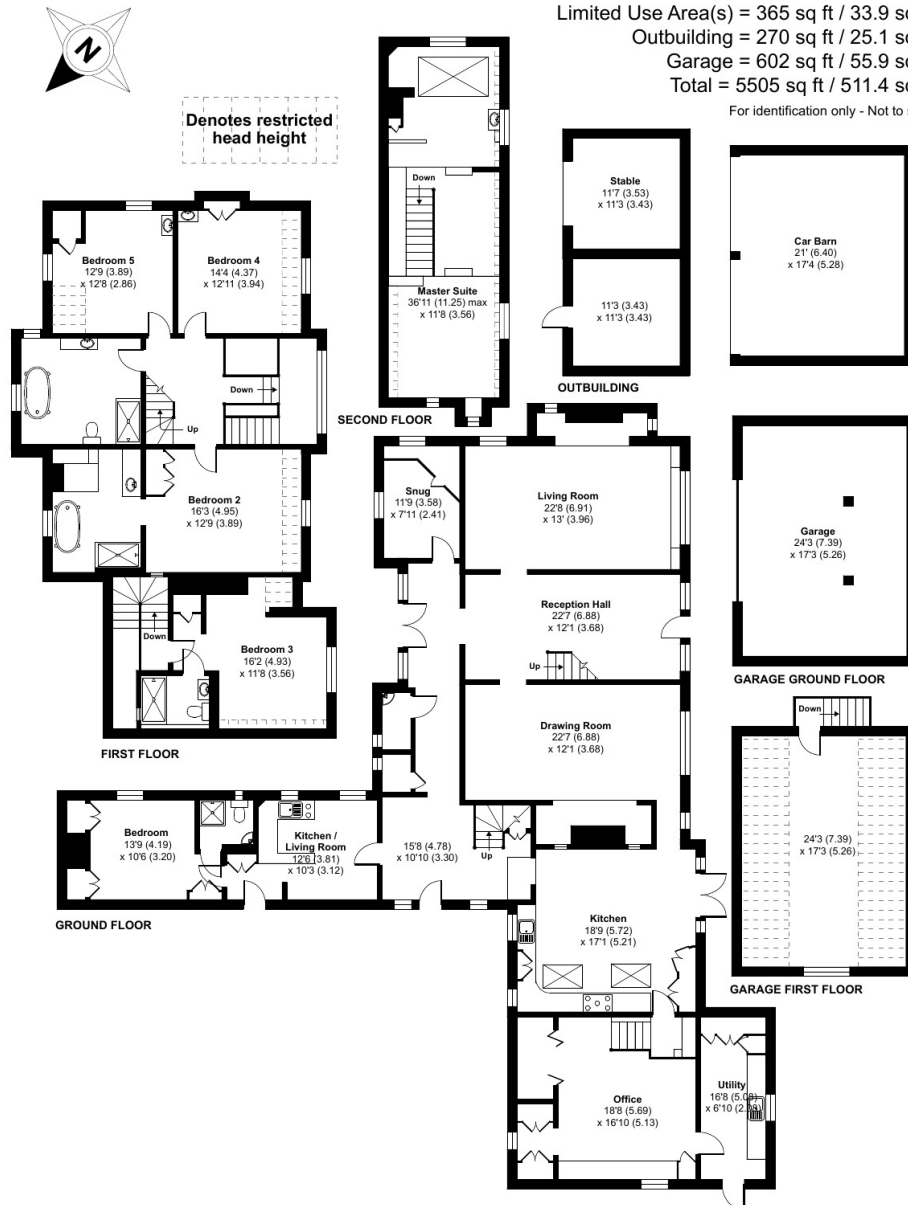 Limited Use Area(s) = 365 sq ft / 33.9 sq
Outbuilding = 270 sq ft / 25.1 sq
Garage = 602 sq ft / 55.9 sq
Total = 5505 sq ft / 511.4 sq
For identification only - Not to
N
Denotes restricted
head height
Down
Master Suite
36'11 (11.25) max
x 11'8 (3.56)
SECOND FLOOR
Stable
11'7 (3.53)
x 11'3 (3.43)
11'3 (3.43)
x 11'3 (3.43)
OUTBUILDING
Car Barn
21' (6.40)
x 17'4 (5.28)
Bedroom 5
12'9 (3.89)
x 12'8 (2.86)
Bedroom 4
14'4 (4.37)
x 12'11 (3.94)
Down
Up
Bedroom 2
16'3 (4.95)
x 12'9 (3.89)
Down
Bedroom 3
16'2 (4.93)
x 11'8 (3.56)
FIRST FLOOR
Snug
11'9 (3.58)
x 7'11 (2.41)
Living Room
22'8 (6.91)
x 13' (3.96)
Reception Hall
22'7 (6.88)
x 12'1 (3.68)
Up
Drawing Room
22'7 (6.88)
x 12'1 (3.68)
Garage
24'3 (7.39)
x 17'3 (5.26)
GARAGE GROUND FLOOR
Down
24'3 (7.39)
x 17'3 (5.26)
GARAGE FIRST FLOOR
Bedroom
13'9 (4.19)
x 10'6 (3.20)
Kitchen /
Living Room
12'6 (3.81)
x 10'3 (3.12)
15'8 (4.78)
x 10'10 (3.30)
Up
GROUND FLOOR
Kitchen
18'9 (5.72)
x 17'1 (5.21)
Office
18'8 (5.69)
x 16'10 (5.13)
Utility
16'8 (5.08)
x 6'10